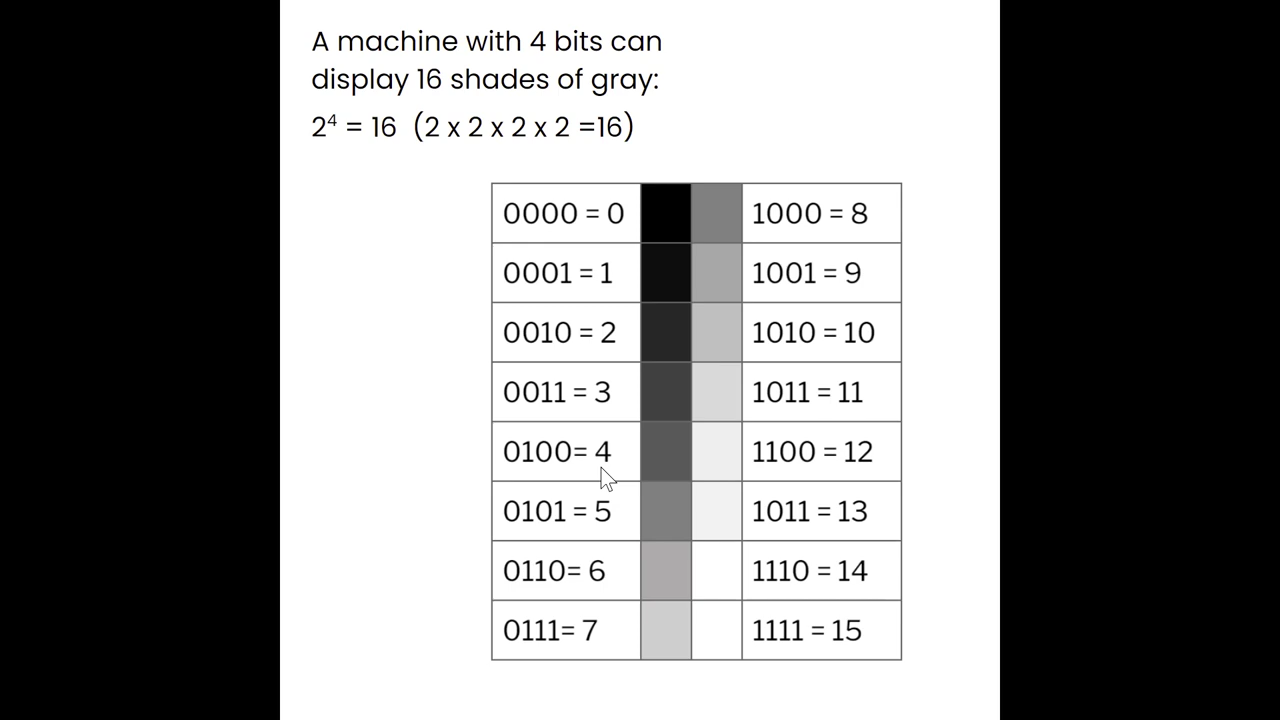 A machine with 4 bits can
display 16 shades of gray:
2⁴ = 16 (2 x 2 x 2 x 2 =16)
0000 = 0
1000 = 8
0001 = 1
1001 = 9
0010 = 2
1010 = 10
0011 = 3
1011 = 11
0100= 4
1100 = 12
0101 = 5
1011 = 13
0110= 6
1110 = 14
0111= 7
1111 = 15